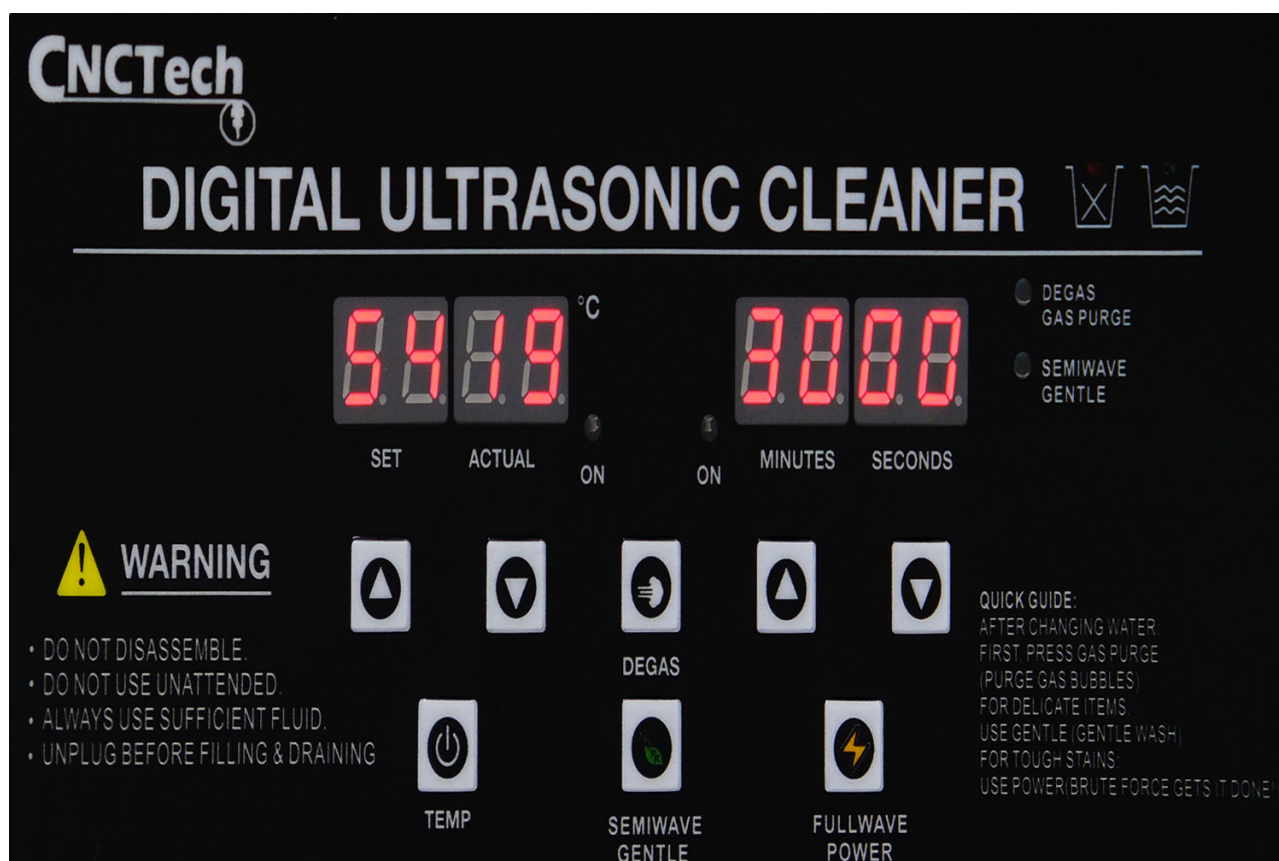 CNCTech
DIGITAL ULTRASONIC CLEANER
NO OK
54 19 °C 30 00
DEGAS
GAS PURGE
SEMIWAVE
GENTLE
SET ACTUAL ON ON MINUTES SECONDS
WARNING
• DO NOT DISASSEMBLE.
• DO NOT USE UNATTENDED.
• ALWAYS USE SUFFICIENT FLUID.
• UNPLUG BEFORE FILLING & DRAINING
DEGAS
TEMP
SEMIWAVE
GENTLE
FULLWAVE
POWER
QUICK GUIDE:
AFTER CHANGING WATER:
FIRST, PRESS GAS PURGE
(PURGE GAS BUBBLES)
FOR DELICATE ITEMS:
USE GENTLE (GENTLE WASH)
FOR TOUGH STAINS:
USE POWER(BRUTE FORCE GETS IT DONE)